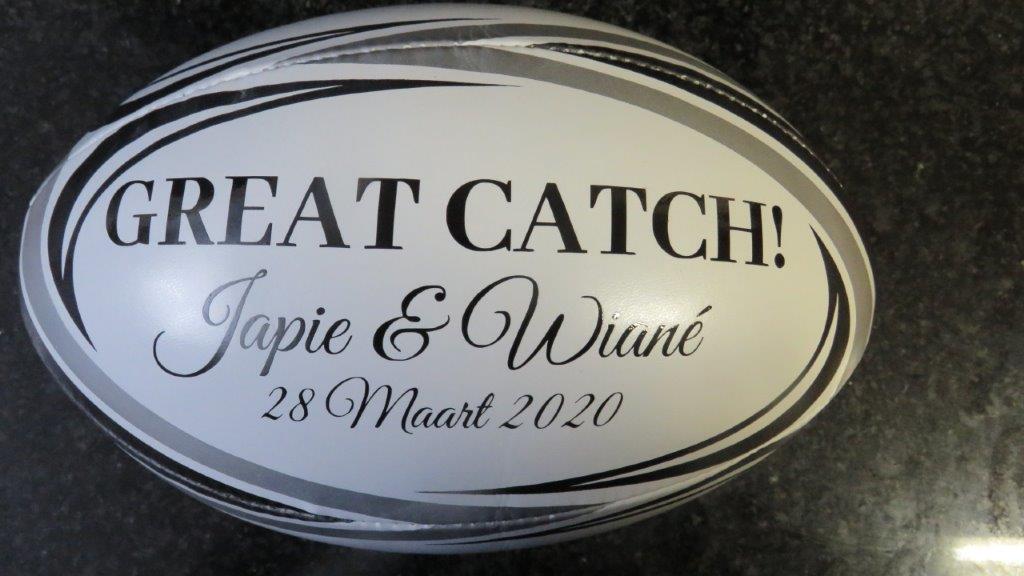 GREAT CATCH!
Japie & Wiané
28 Maart 2020